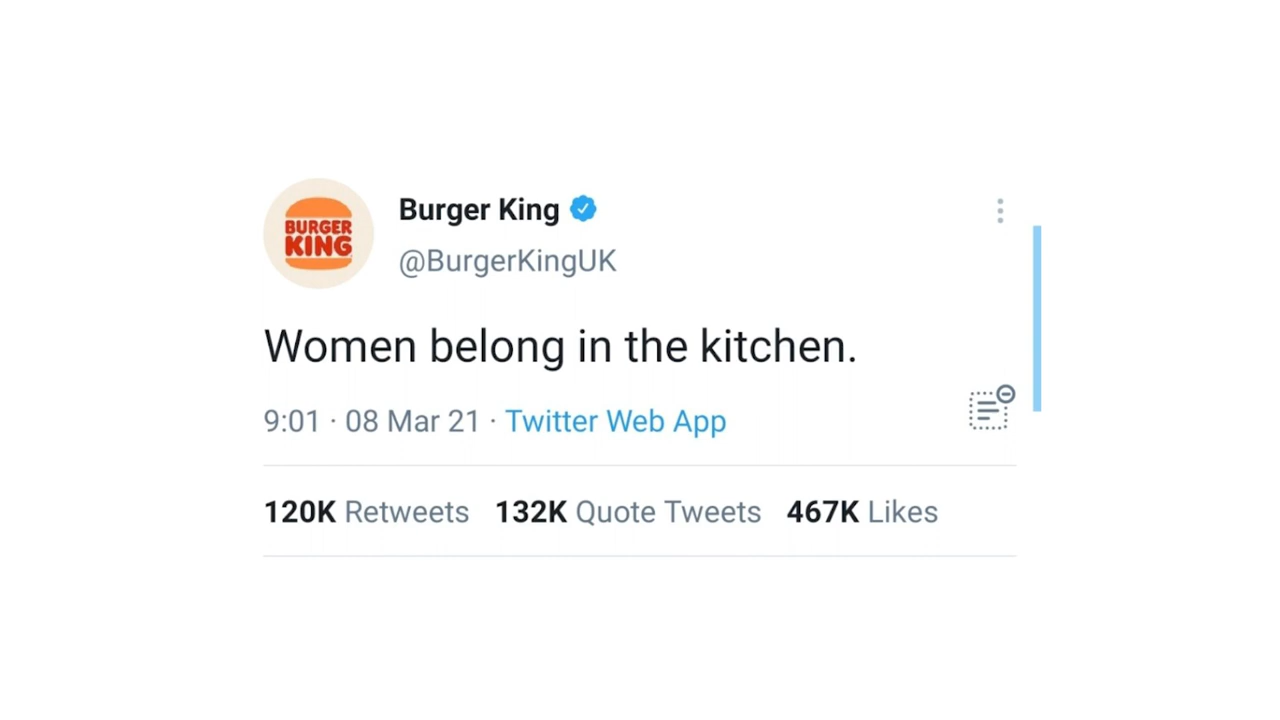 BURGER
KING
Burger King
@BurgerKingUK
Women belong in the kitchen.
9:01 · 08 Mar 21 · Twitter Web App
120K Retweets 132K Quote Tweets 467K Likes